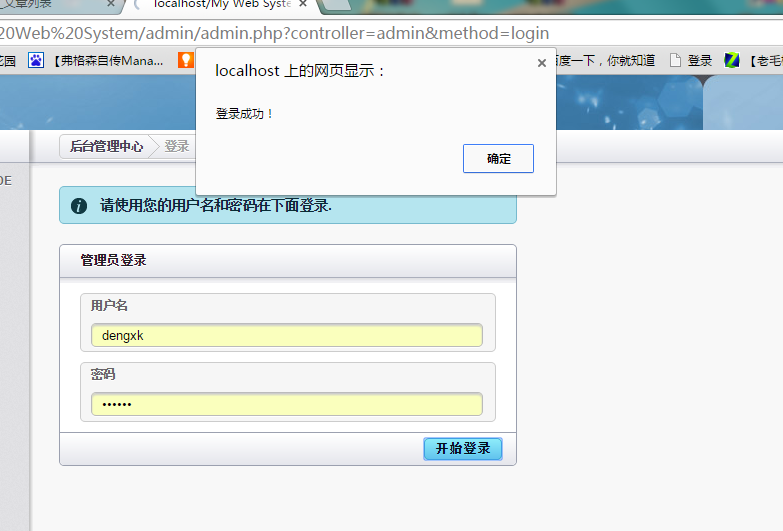 文章列表
localhost/My Web Syste
20Web%20System/admin/admin.php?controller=admin&method=login
花园
【弗格森自传Mana...
百度一下，你就知道
登录
【老毛
localhost 上的网页显示：
登录成功！
确定
后台管理中心
登录
DE
请使用您的用户名和密码在下面登录.
管理员登录
用户名
dengxk
密码
••••••
开始登录